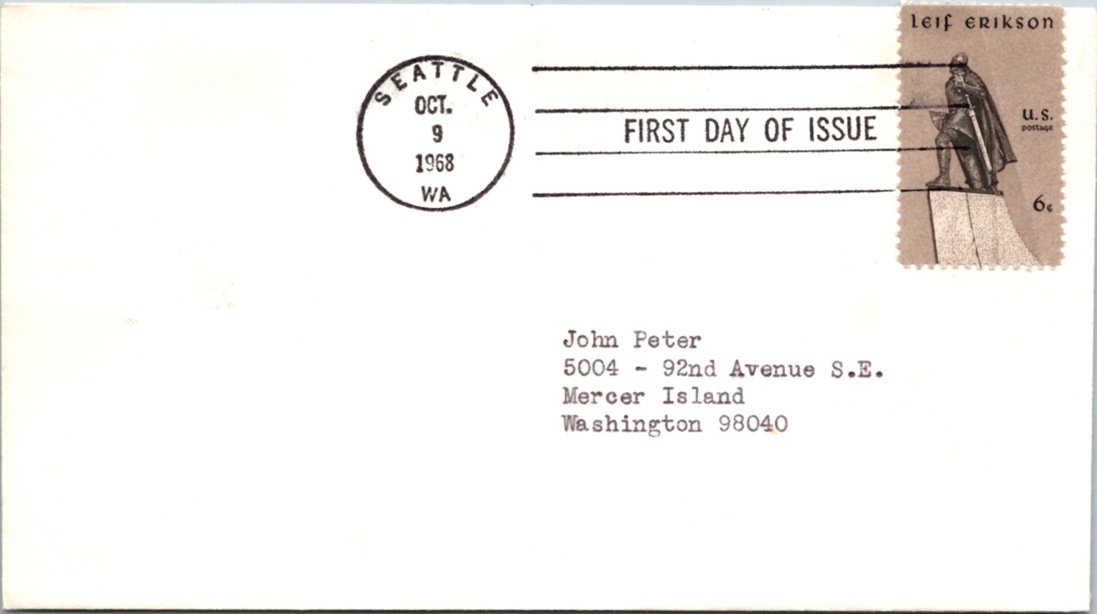 Leif Erikson
SEATTLE
OCT.
9
1968
WA
FIRST DAY OF ISSUE
U.S.
postage
6¢
John Peter
5004 - 92nd Avenue S.E.
Mercer Island
Washington 98040